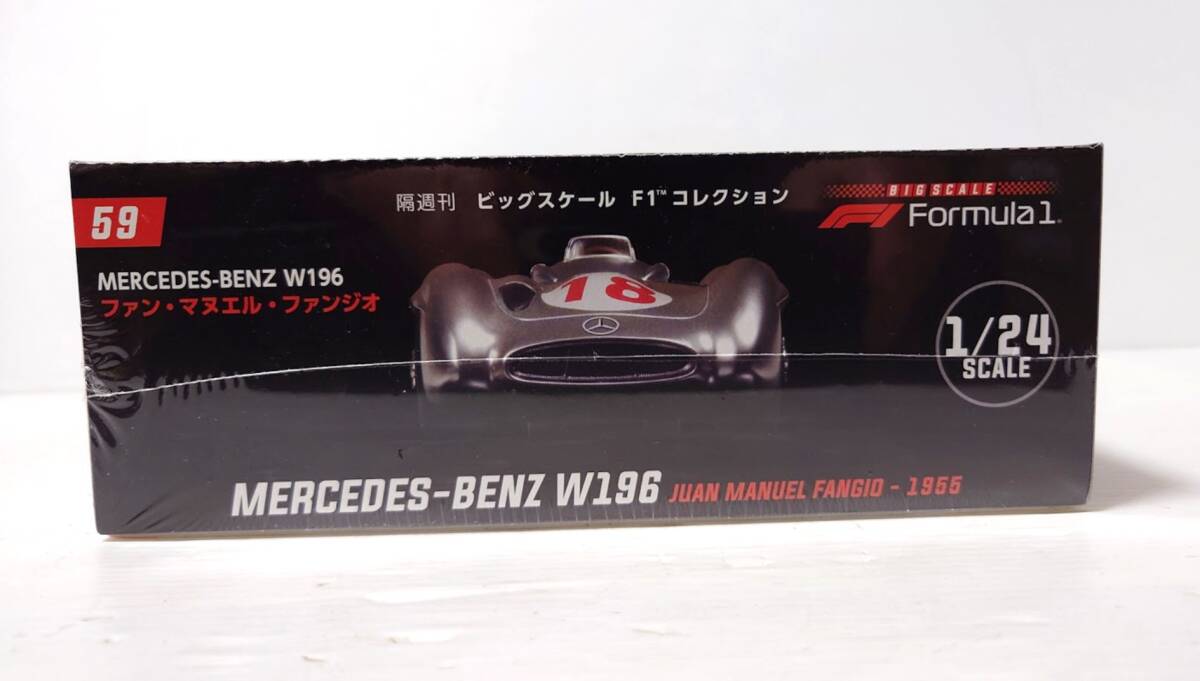 59
隔週刊 ビッグスケール F1™ コレクション
BIG SCALE
F1 Formula 1®
MERCEDES-BENZ W196
ファン・マヌエル・ファンジオ
18
1/24
SCALE
MERCEDES-BENZ W196 JUAN MANUEL FANGIO - 1955